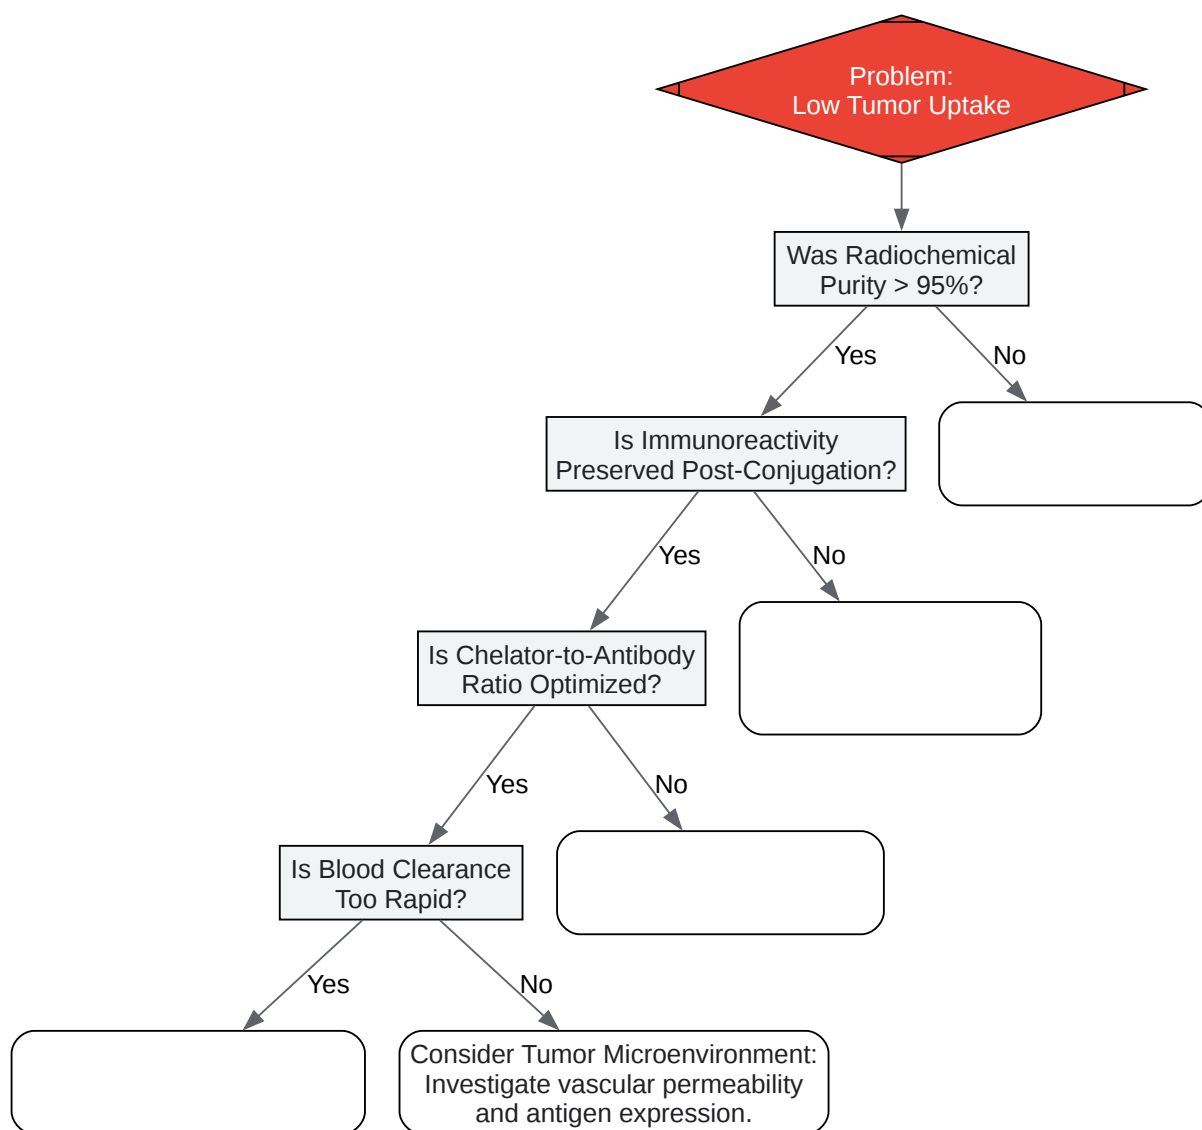 Problem:
Low Tumor Uptake
Was Radiochemical
Purity > 95%?
Yes
No
Is Immunoreactivity
Preserved Post-Conjugation?
Yes
No
Is Chelator-to-Antibody
Ratio Optimized?
Yes
No
Is Blood Clearance
Too Rapid?
Yes
No
Consider Tumor Microenvironment:
Investigate vascular permeability
and antigen expression.